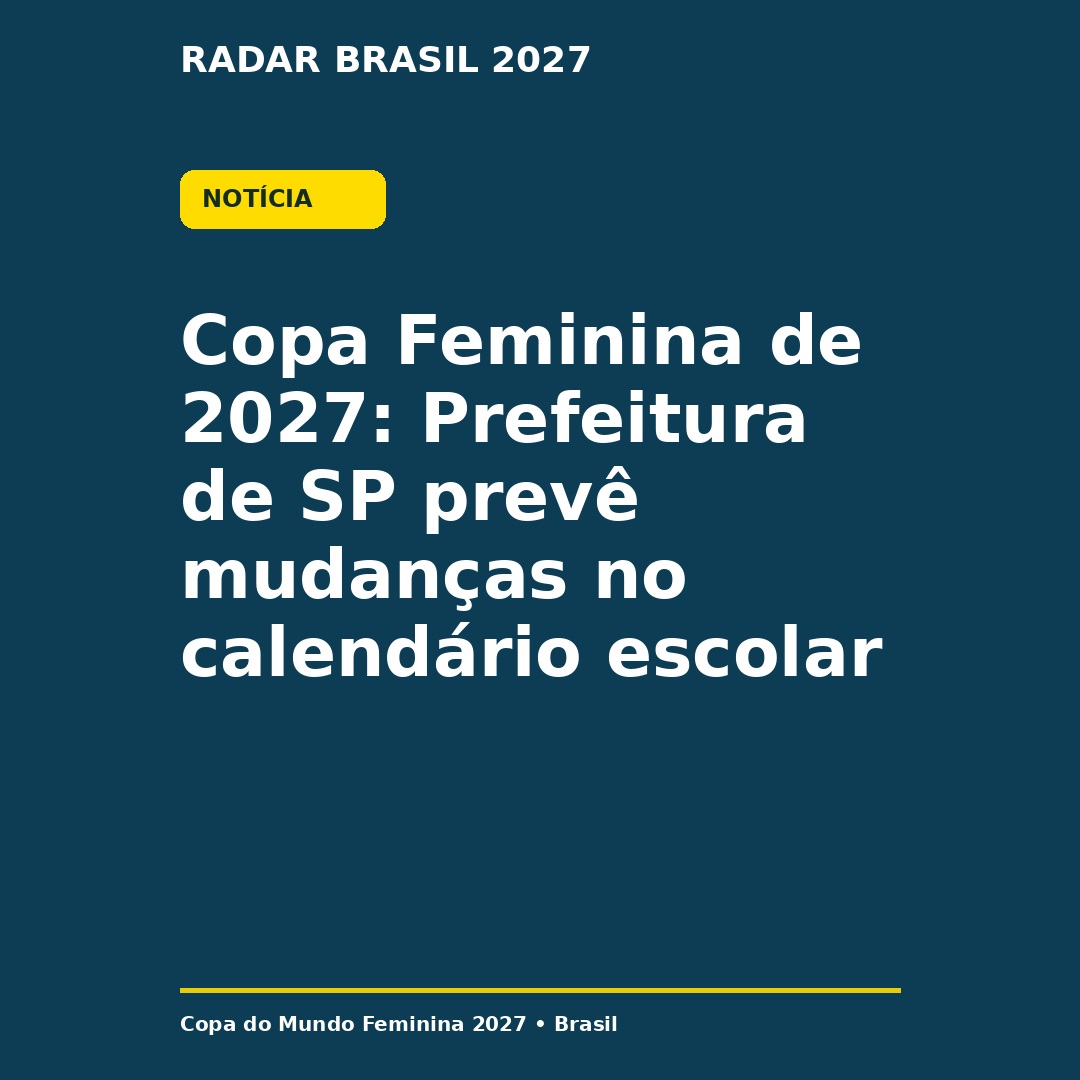 RADAR BRASIL 2027
NOTÍCIA
Copa Feminina de
2027: Prefeitura
de SP prevê
mudanças no
calendário escolar
Copa do Mundo Feminina 2027 • Brasil